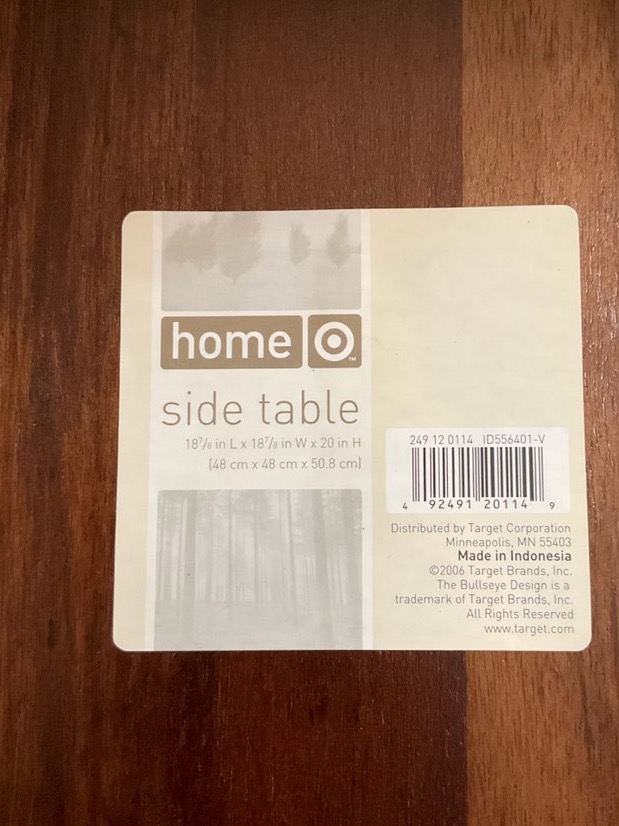 home
TM
side table
18⅞ in L x 18⅞ in W x 20 in H
(48 cm x 48 cm x 50.8 cm)
249 12 0114 ID556401-V
4 92491 20114 9
Distributed by Target Corporation
Minneapolis, MN 55403
Made in Indonesia
©2006 Target Brands, Inc.
The Bullseye Design is a
trademark of Target Brands, Inc.
All Rights Reserved
www.target.com